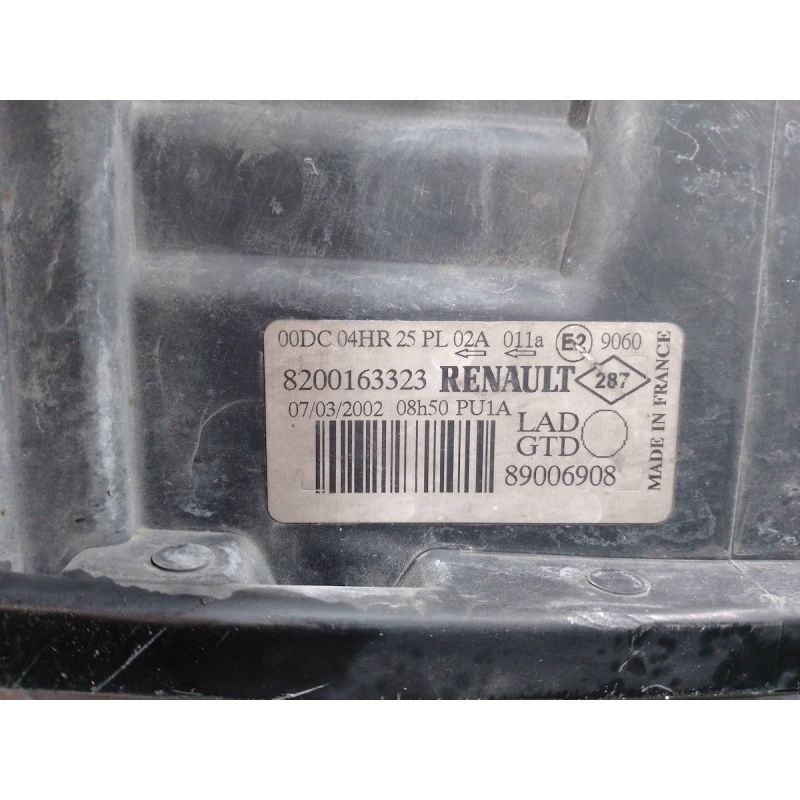 00DC 04HR 25 PL 02A 011a E2 9060
8200163323 RENAULT 287
07/03/2002 08h50 PU1A
LAD
GTD
89006908
MADE IN FRANCE